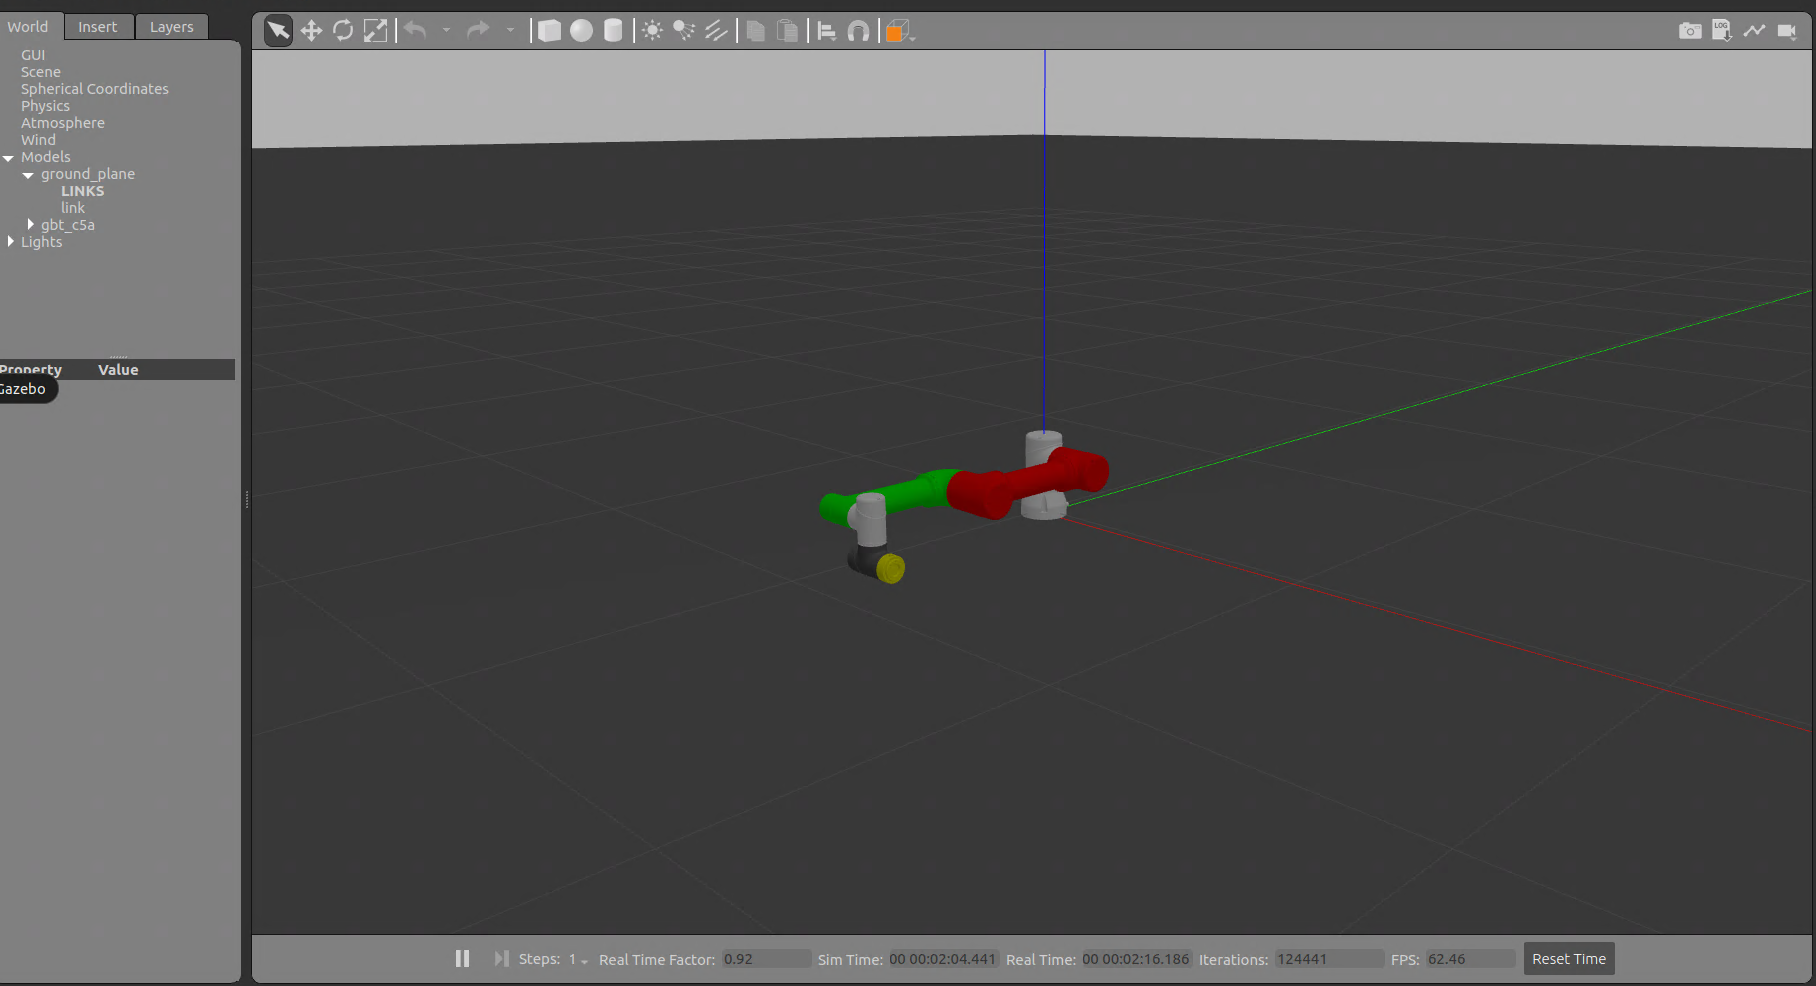 World Insert Layers
GUI
Scene
Spherical Coordinates
Physics
Atmosphere
Wind
Models
ground_plane
LINKS
link
gbt_c5a
Lights
Property Value
Gazebo
LOG
Steps: 1 Real Time Factor: 0.92 Sim Time: 00 00:02:04.441 Real Time: 00 00:02:16.186 Iterations: 124441 FPS: 62.46 Reset Time